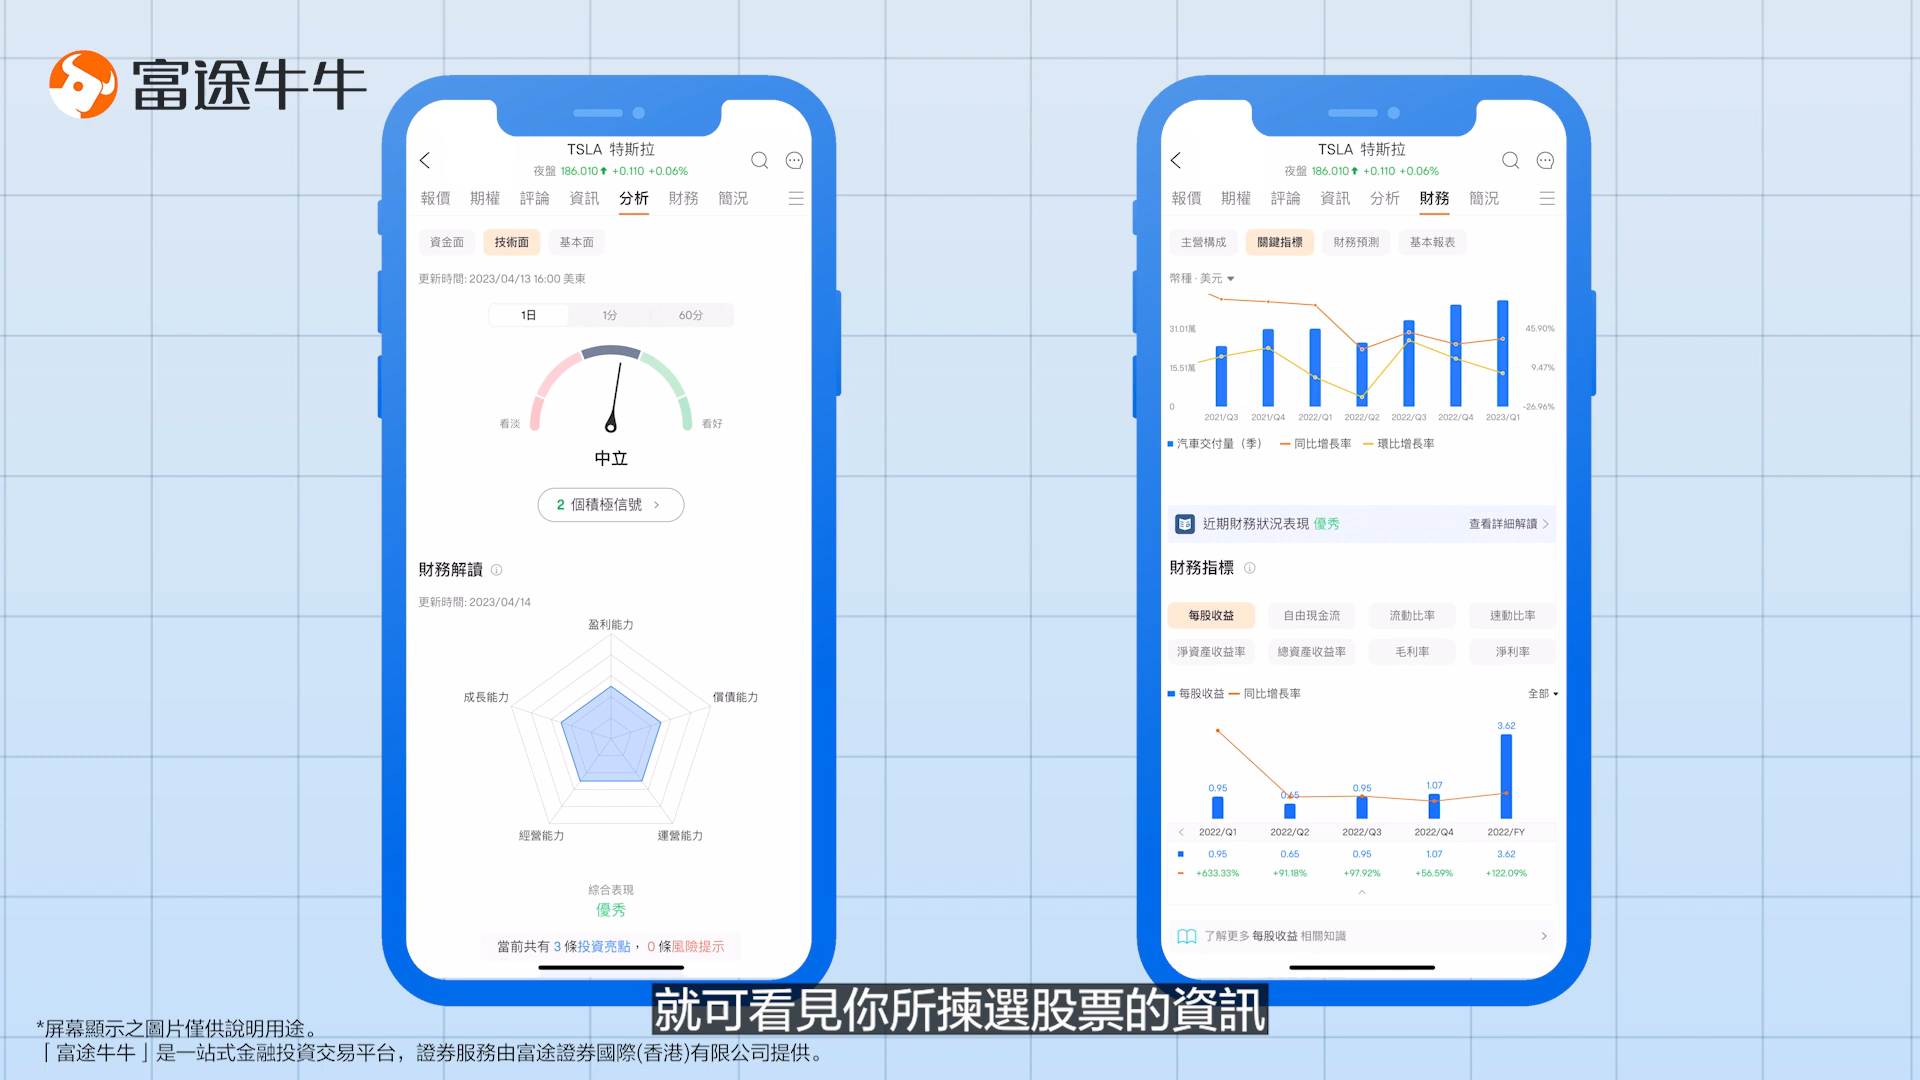 富途牛牛
TSLA 特斯拉
夜盤 186.010 +0.110 +0.06%
報價 期權 評論 資訊 分析 財務 簡況
資金面 技術面 基本面
更新時間: 2023/04/13 16:00 美東
1日 1分 60分
看淡 看好
中立
2 個積極信號
財務解讀
更新時間: 2023/04/14
盈利能力
成長能力 償債能力
經營能力 運營能力
綜合表現
優秀
當前共有 3 條投資亮點， 0 條風險提示
TSLA 特斯拉
夜盤 186.010 +0.110 +0.06%
報價 期權 評論 資訊 分析 財務 簡況
主營構成 關鍵指標 財務預測 基本報表
幣種 · 美元
31.01萬 45.90%
15.51萬 9.47%
0 -26.96%
2021/Q3 2021/Q4 2022/Q1 2022/Q2 2022/Q3 2022/Q4 2023/Q1
汽車交付量（季） 同比增長率 環比增長率
近期財務狀況表現 優秀 查看詳細解讀
財務指標
每股收益 自由現金流 流動比率 速動比率
淨資產收益率 總資產收益率 毛利率 淨利率
每股收益 同比增長率 全部
0.95 0.65 0.95 1.07 3.62
2022/Q1 2022/Q2 2022/Q3 2022/Q4 2022/FY
0.95 0.65 0.95 1.07 3.62
+633.33% +91.18% +97.92% +56.59% +122.09%
了解更多 每股收益 相關知識
就可看見你所揀選股票的資訊
*屏幕顯示之圖片僅供說明用途。
「富途牛牛」是一站式金融投資交易平台，證券服務由富途證券國際(香港)有限公司提供。